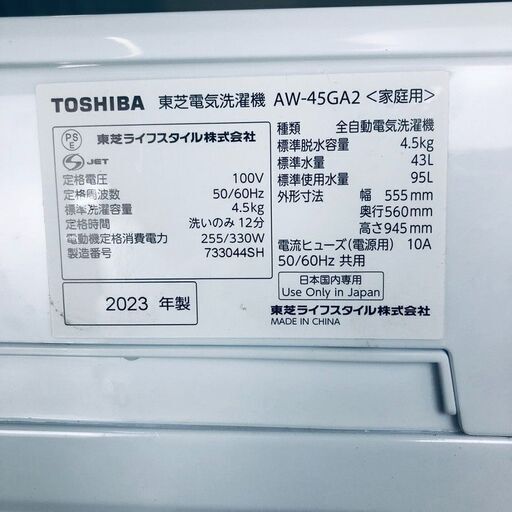 TOSHIBA 東芝電気洗濯機 AW-45GA2 <家庭用>
PS
E
東芝ライフスタイル株式会社
S JET
定格電圧 100V
定格周波数 50/60Hz
標準洗濯容量 4.5kg
定格時間 洗いのみ 12分
電動機定格消費電力 255/330W
製造番号 733044SH
2023 年製
種類 全自動電気洗濯機
標準脱水容量 4.5kg
標準水量 43L
標準使用水量 95L
外形寸法 幅 555mm
奥行560mm
高さ945mm
電流ヒューズ(電源用) 10A
50/60Hz 共用
日本国内専用
Use Only in Japan
東芝ライフスタイル株式会社
MADE IN CHINA